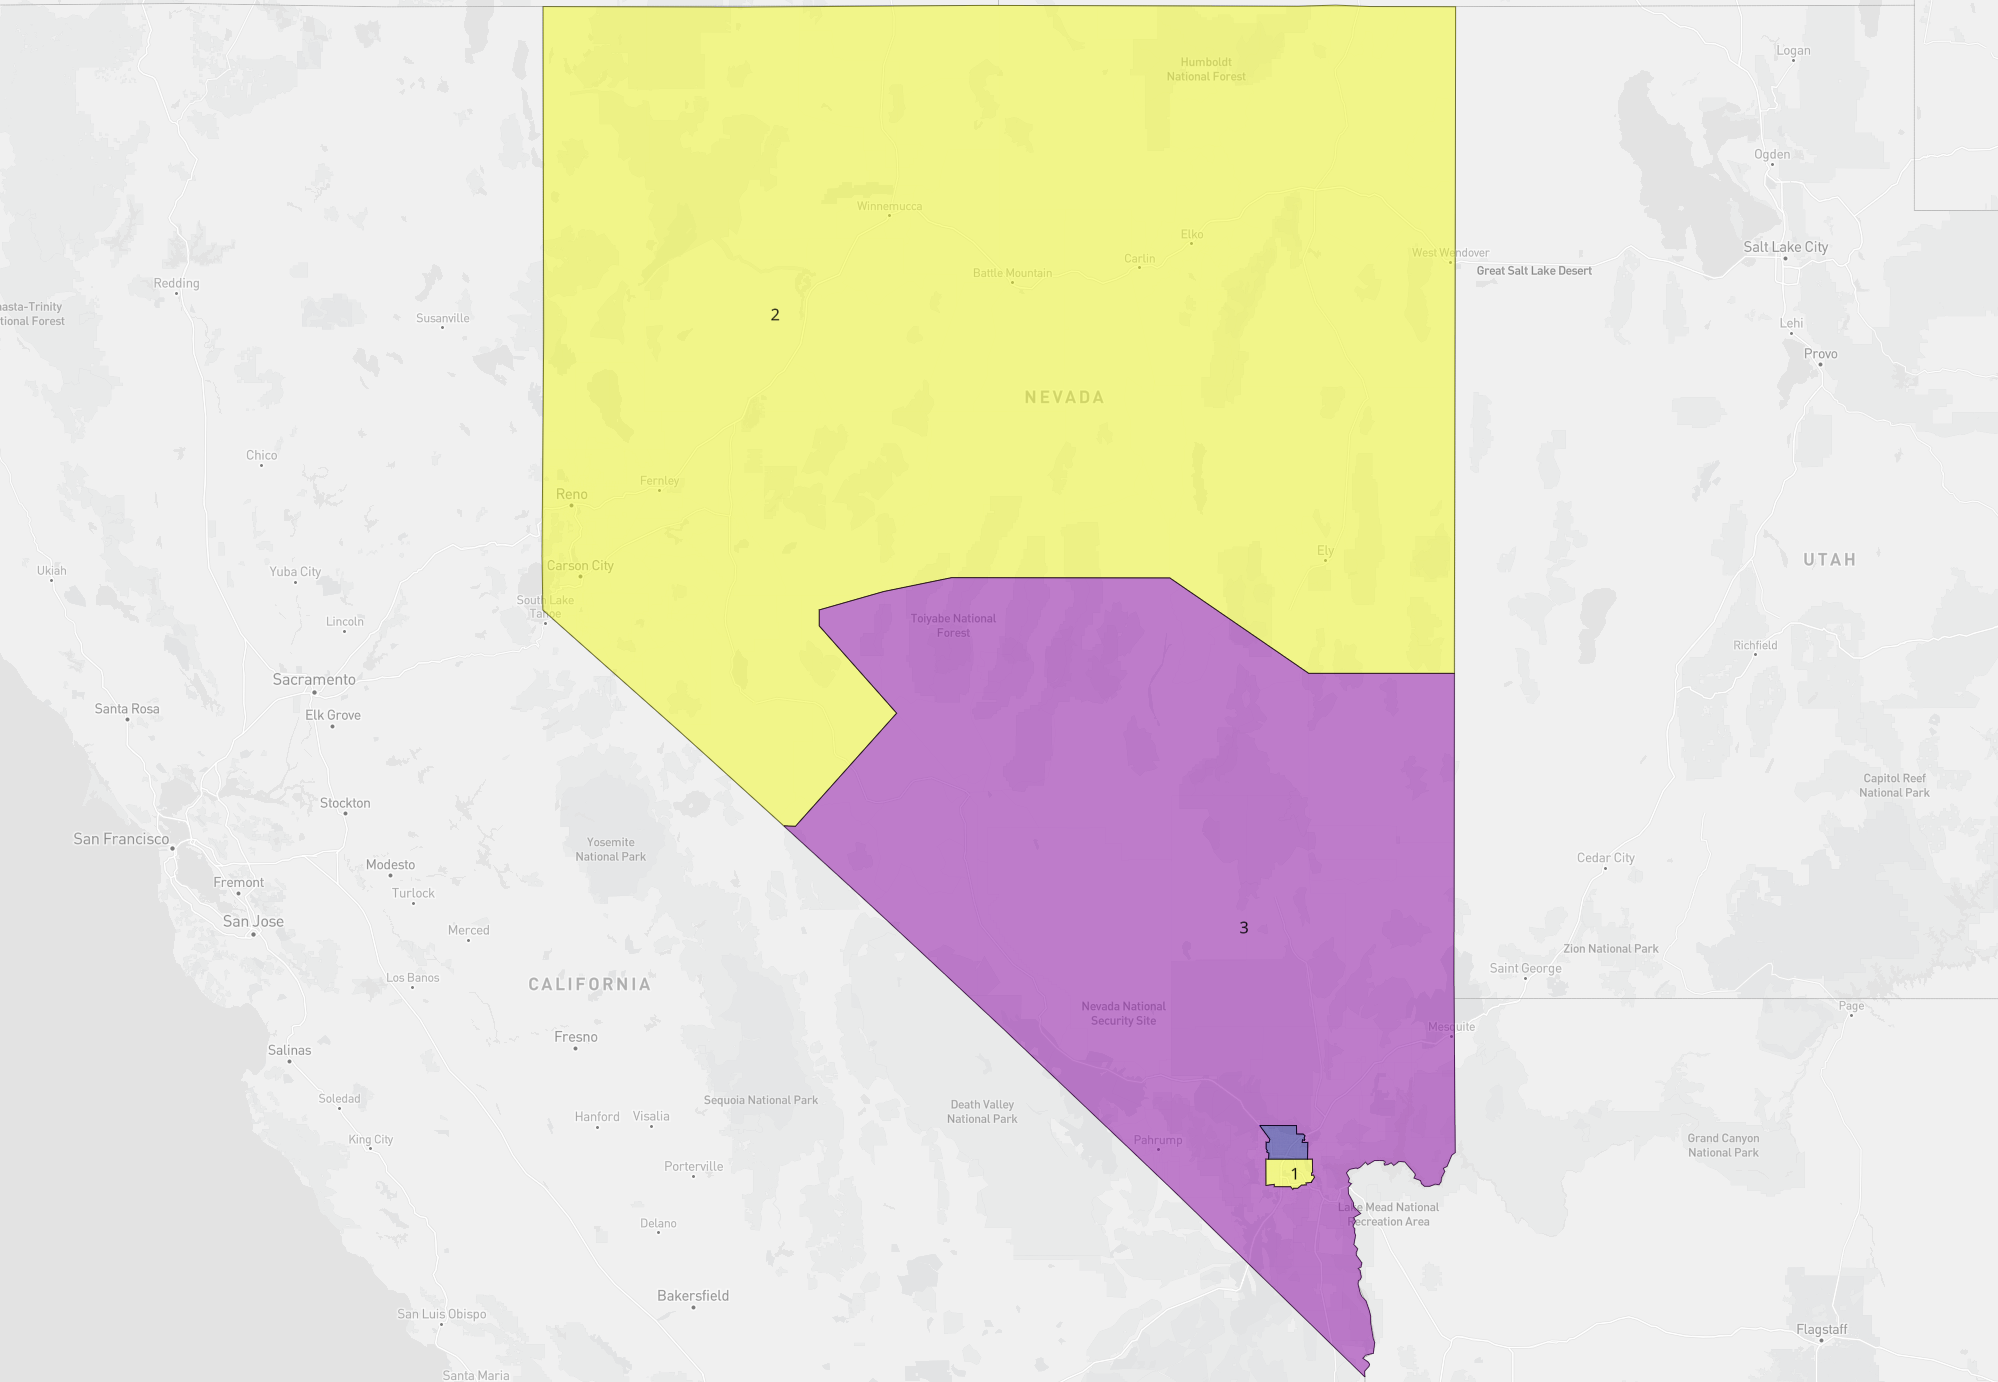 Logan
Humboldt
National Forest
Ogden
Winnemucca
Elko
Salt Lake City
West Wendover
Carlin
Battle Mountain
Great Salt Lake Desert
Redding
asta-Trinity
tional Forest
Susanville
2
Lehi
Provo
NEVADA
Chico
Fernley
Reno
Ely
UTAH
Carson City
Ukiah
Yuba City
South Lake
Tahoe
Lincoln
Toiyabe National
Forest
Richfield
Sacramento
Santa Rosa
Elk Grove
Capitol Reef
National Park
Stockton
San Francisco
Yosemite
National Park
Cedar City
Modesto
Fremont
Turlock
San Jose
3
Merced
Zion National Park
Saint George
Los Banos
CALIFORNIA
Nevada National
Security Site
Page
Mesquite
Fresno
Salinas
Soledad
Sequoia National Park
Death Valley
National Park
Hanford
Visalia
King City
Pahrump
Grand Canyon
National Park
Porterville
1
Lake Mead National
Recreation Area
Delano
Bakersfield
San Luis Obispo
Flagstaff
Santa Maria